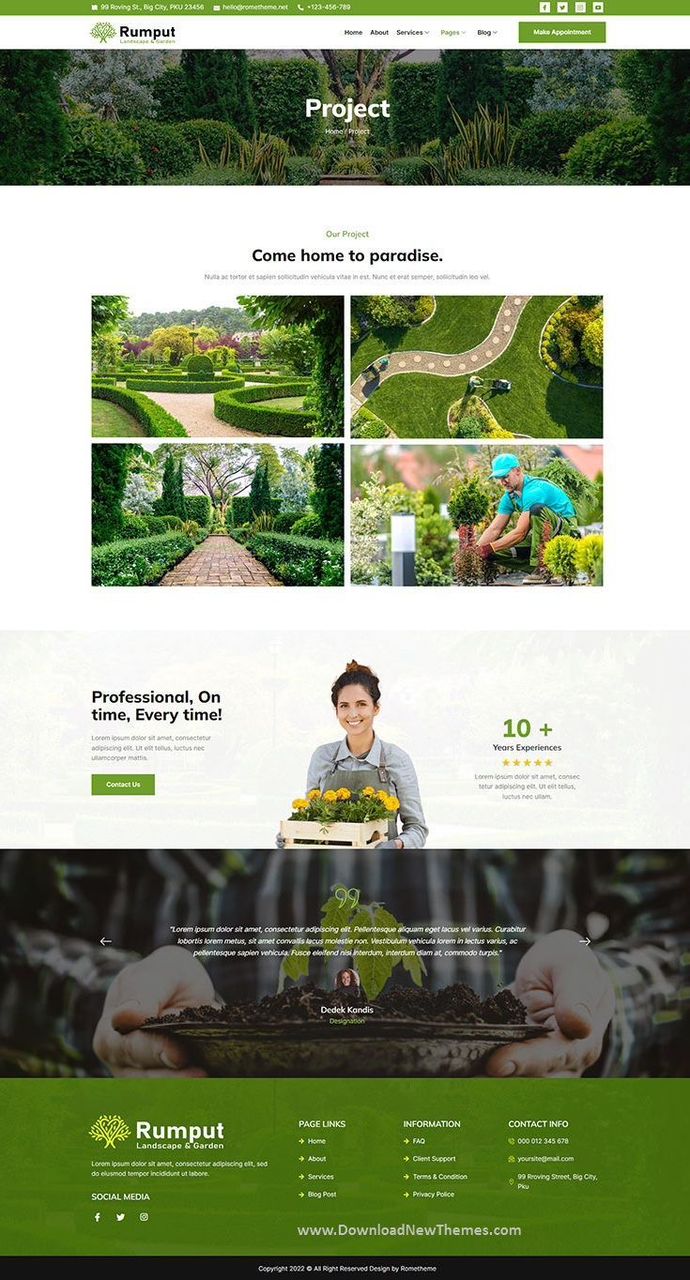 99 Roving St., Big City, PKU 23456 hello@rometheme.net +123-456-789
Rumput
Landscape & Garden
Home About Services Pages Blog Make Appointment
Project
Home / Project
Our Project
Come home to paradise.
Nulla ac tortor et sapien sollicitudin vehicula vitae in est. Nunc et erat semper, sollicitudin leo vel.
Professional, On
time, Every time!
Lorem ipsum dolor sit amet, consectetur
adipiscing elit. Ut elit tellus, luctus nec
ullamcorper mattis.
Contact Us
10 +
Years Experiences
Lorem ipsum dolor sit amet, consec
tetur adipiscing elit. Ut elit tellus,
luctus nec ullam.
"Lorem ipsum dolor sit amet, consectetur adipiscing elit. Pellentesque aliquam eget lacus vel varius. Curabitur
lobortis lorem metus, sit amet convallis lacus molestie non. Vestibulum vehicula lorem in lectus varius, ac
pellentesque sapien vehicula. Fusce eleifend nisi interdum, interdum diam at, commodo turpis."
Dedek Kandis
Designation
Rumput
Landscape & Garden
Lorem ipsum dolor sit amet, consectetur adipiscing elit, sed
do eiusmod tempor incididunt ut labore.
SOCIAL MEDIA
PAGE LINKS
Home
About
Services
Blog Post
INFORMATION
FAQ
Client Support
Terms & Condition
Privacy Police
CONTACT INFO
000 012 345 678
yoursite@mail.com
99 Rroving Street, Big City,
Pku
www.DownloadNewThemes.com
Copyright 2022 © All Right Reserved Design by Rometheme